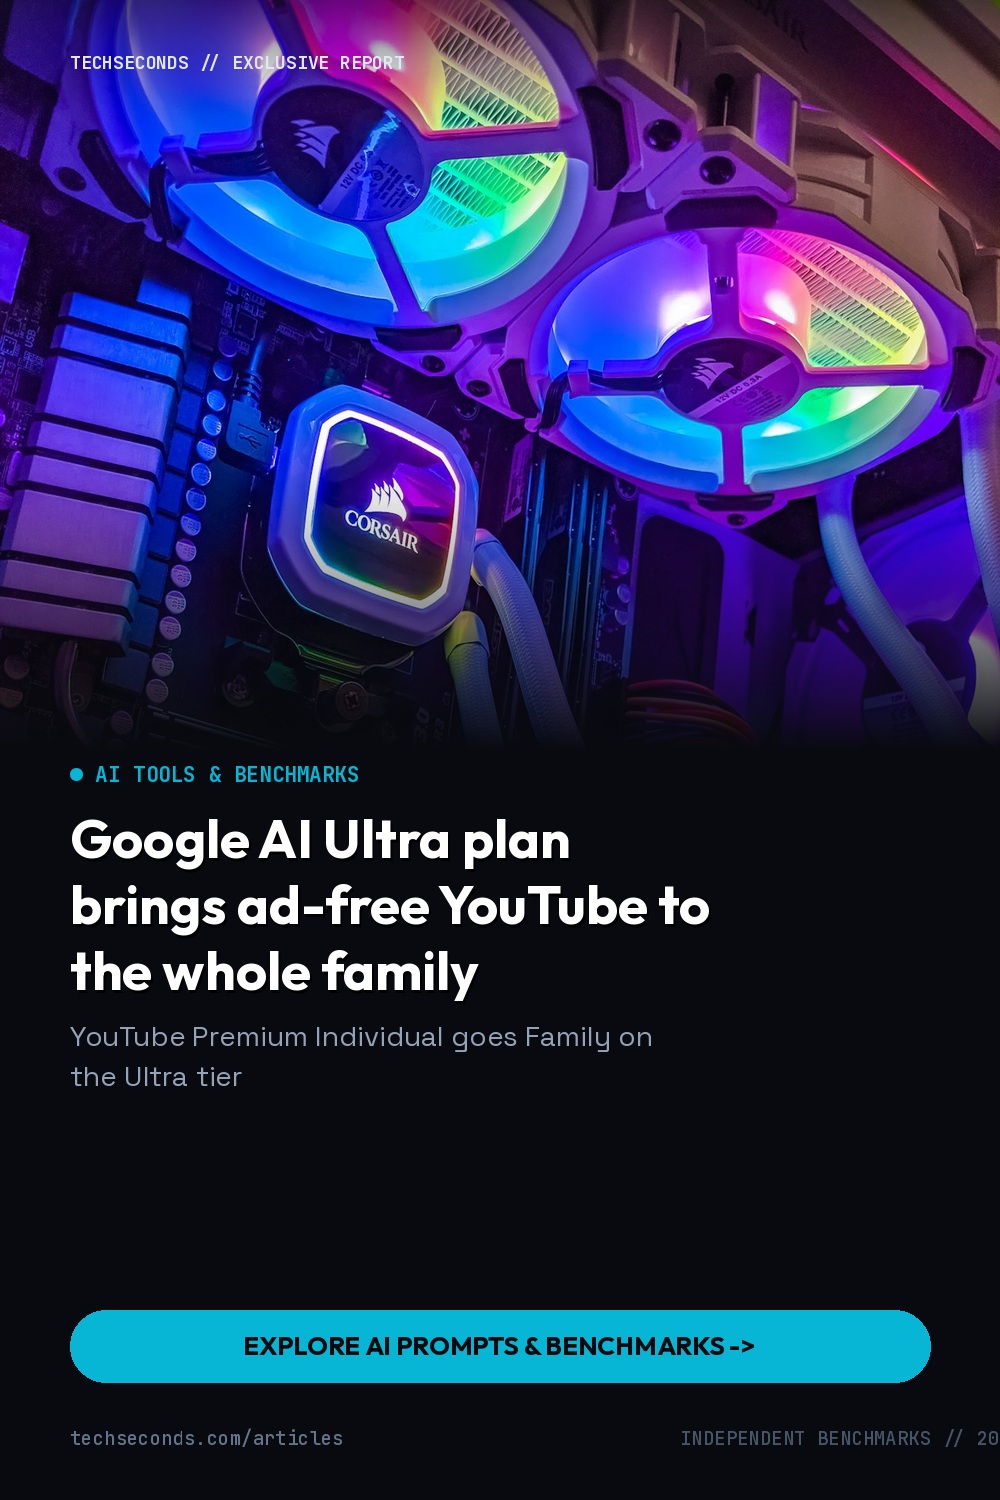 TECHSECONDS // EXCLUSIVE REPORT
CORSAIR
● AI TOOLS & BENCHMARKS
Google AI Ultra plan
brings ad-free YouTube to
the whole family
YouTube Premium Individual goes Family on
the Ultra tier
EXPLORE AI PROMPTS & BENCHMARKS ->
techseconds.com/articles
INDEPENDENT BENCHMARKS // 20